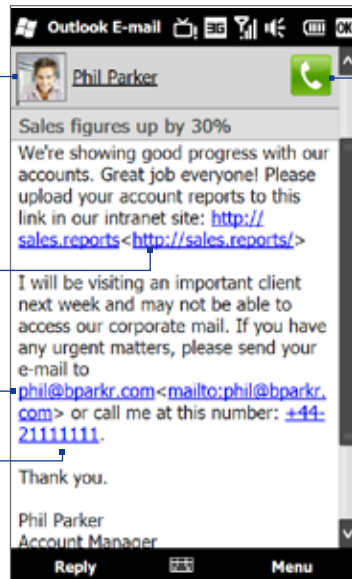 Outlook E-mail 3G OK
Phil Parker
Sales figures up by 30%
We're showing good progress with our
accounts. Great job everyone! Please
upload your account reports to this
link in our intranet site: http://
sales.reports<http://sales.reports/>
I will be visiting an important client
next week and may not be able to
access our corporate mail. If you have
any urgent matters, please send your
e-mail to
phil@bparkr.com<mailto:phil@bparkr.
com> or call me at this number: +44-
21111111.
Thank you.
Phil Parker
Account Manager
Reply Menu